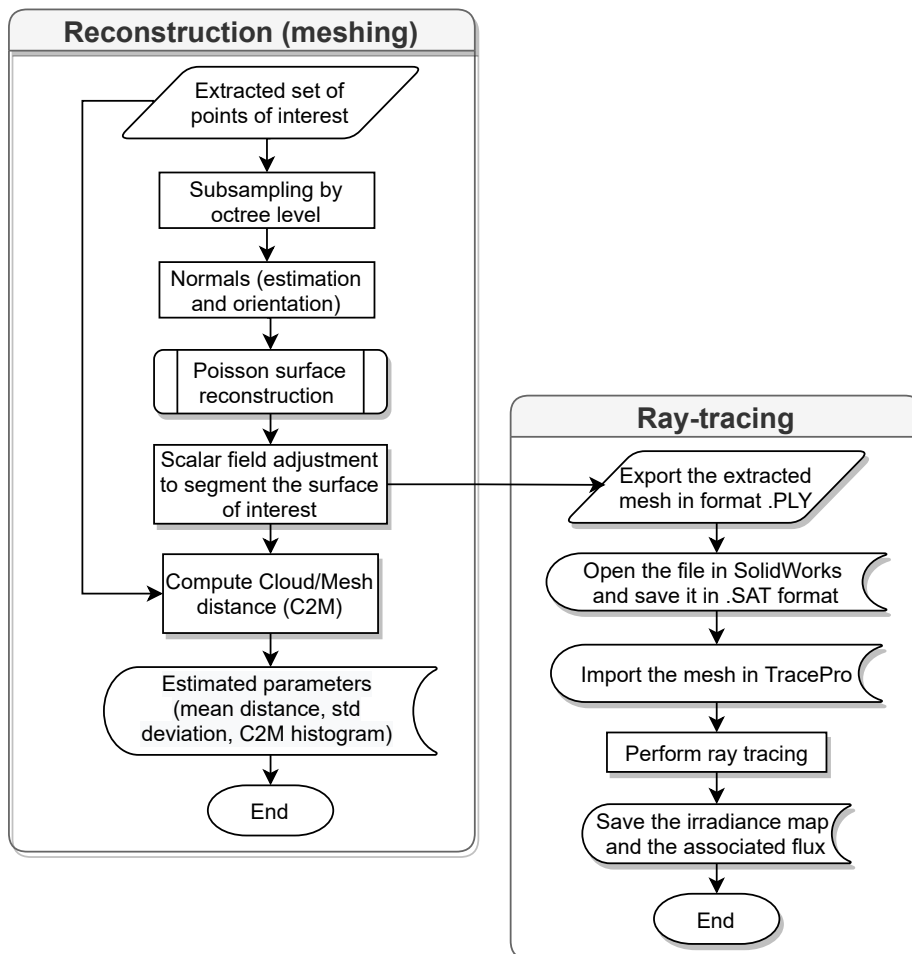 Reconstruction (meshing)
Extracted set of
points of interest
Subsampling by
octree level
Normals (estimation
and orientation)
Poisson surface
reconstruction
Scalar field adjustment
to segment the surface
of interest
Compute Cloud/Mesh
distance (C2M)
Estimated parameters
(mean distance, std
deviation, C2M histogram)
End
Ray-tracing
Export the extracted
mesh in format .PLY
Open the file in SolidWorks
and save it in .SAT format
Import the mesh in TracePro
Perform ray tracing
Save the irradiance map
and the associated flux
End